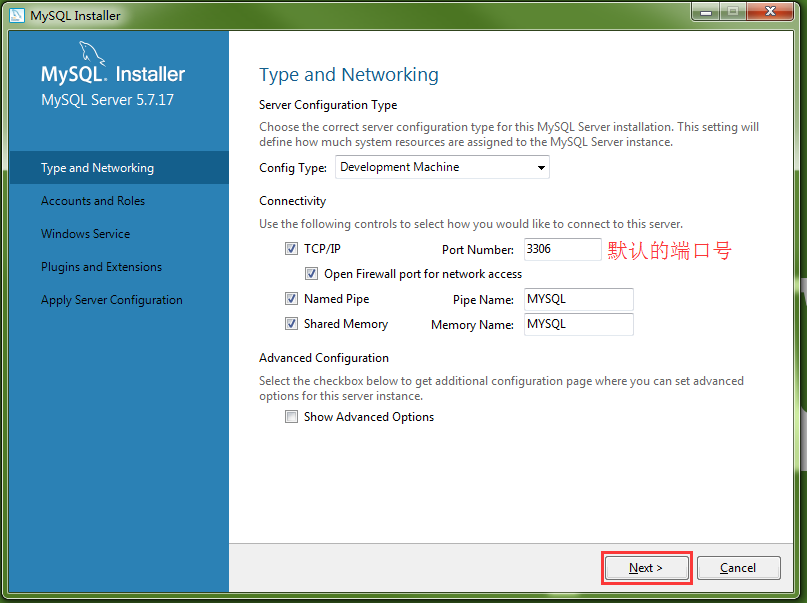 MySQL Installer
MySQL. Installer
MySQL Server 5.7.17
Type and Networking
Accounts and Roles
Windows Service
Plugins and Extensions
Apply Server Configuration
Type and Networking
Server Configuration Type
Choose the correct server configuration type for this MySQL Server installation. This setting will
define how much system resources are assigned to the MySQL Server instance.
Config Type: Development Machine
Connectivity
Use the following controls to select how you would like to connect to this server.
TCP/IP Port Number: 3306 默认的端口号
Open Firewall port for network access
Named Pipe Pipe Name: MYSQL
Shared Memory Memory Name: MYSQL
Advanced Configuration
Select the checkbox below to get additional configuration page where you can set advanced
options for this server instance.
Show Advanced Options
Next > Cancel